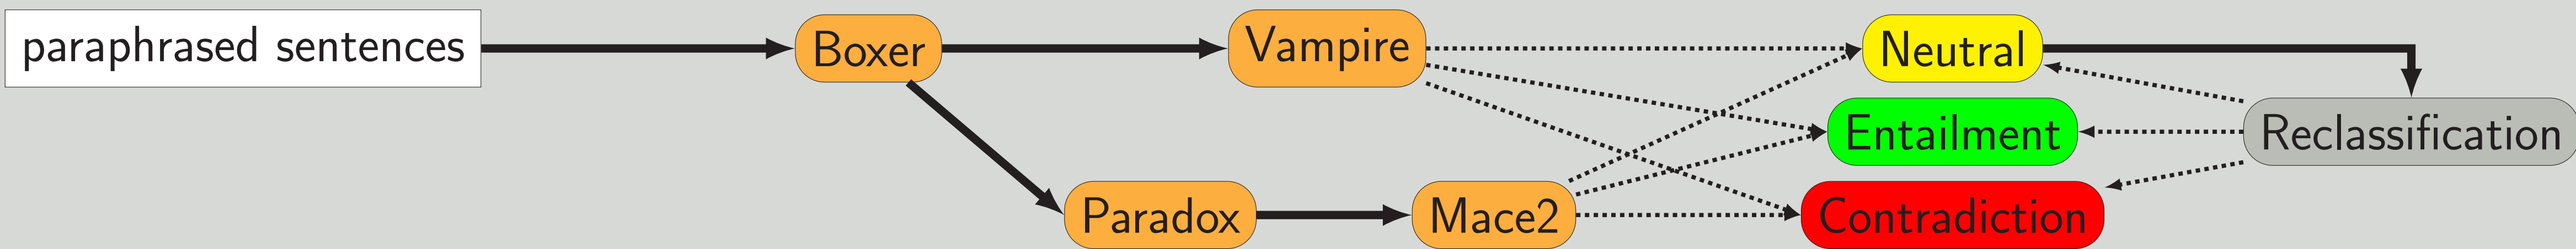 paraphrased sentences
Boxer
Vampire
Neutral
Entailment
Reclassification
Paradox
Mace2
Contradiction